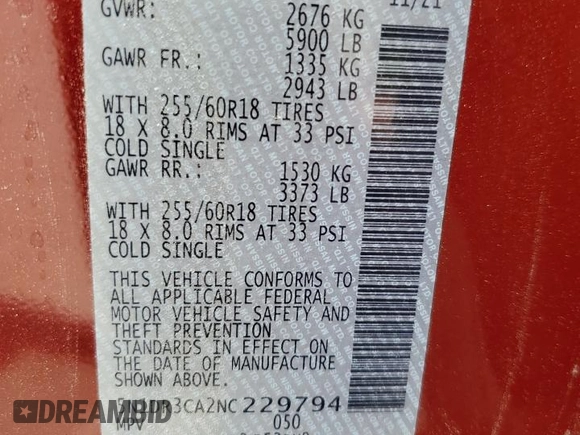 GVWR: 2676 KG 11/21
5900 LB
GAWR FR.: 1335 KG
2943 LB
WITH 255/60R18 TIRES
18 X 8.0 RIMS AT 33 PSI
COLD SINGLE
GAWR RR.: 1530 KG
3373 LB
WITH 255/60R18 TIRES
18 X 8.0 RIMS AT 33 PSI
COLD SINGLE
THIS VEHICLE CONFORMS TO
ALL APPLICABLE FEDERAL
MOTOR VEHICLE SAFETY AND
THEFT PREVENTION
STANDARDS IN EFFECT ON
THE DATE OF MANUFACTURE
SHOWN ABOVE.
229794
MPV 050
AUTOBIDMASTER